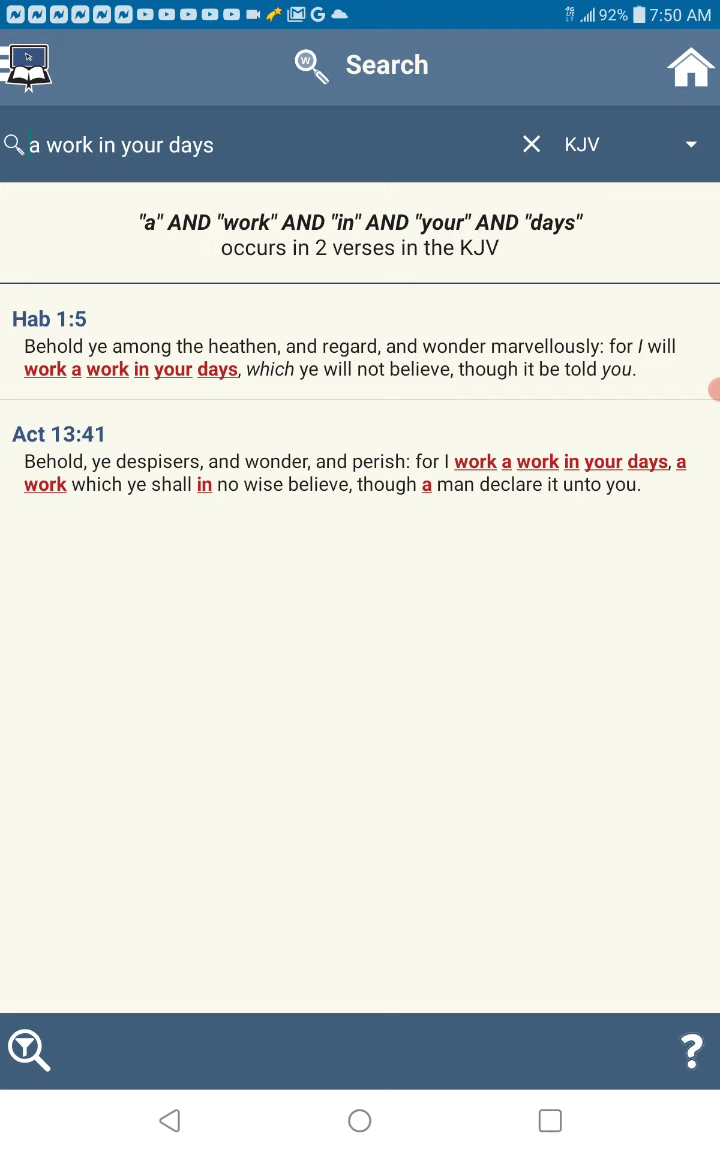 92% 7:50 AM
W Search
a work in your days KJV
"a" AND "work" AND "in" AND "your" AND "days"
occurs in 2 verses in the KJV
Hab 1:5
Behold ye among the heathen, and regard, and wonder marvellously: for I will
work a work in your days, which ye will not believe, though it be told you.
Act 13:41
Behold, ye despisers, and wonder, and perish: for I work a work in your days, a
work which ye shall in no wise believe, though a man declare it unto you.
?